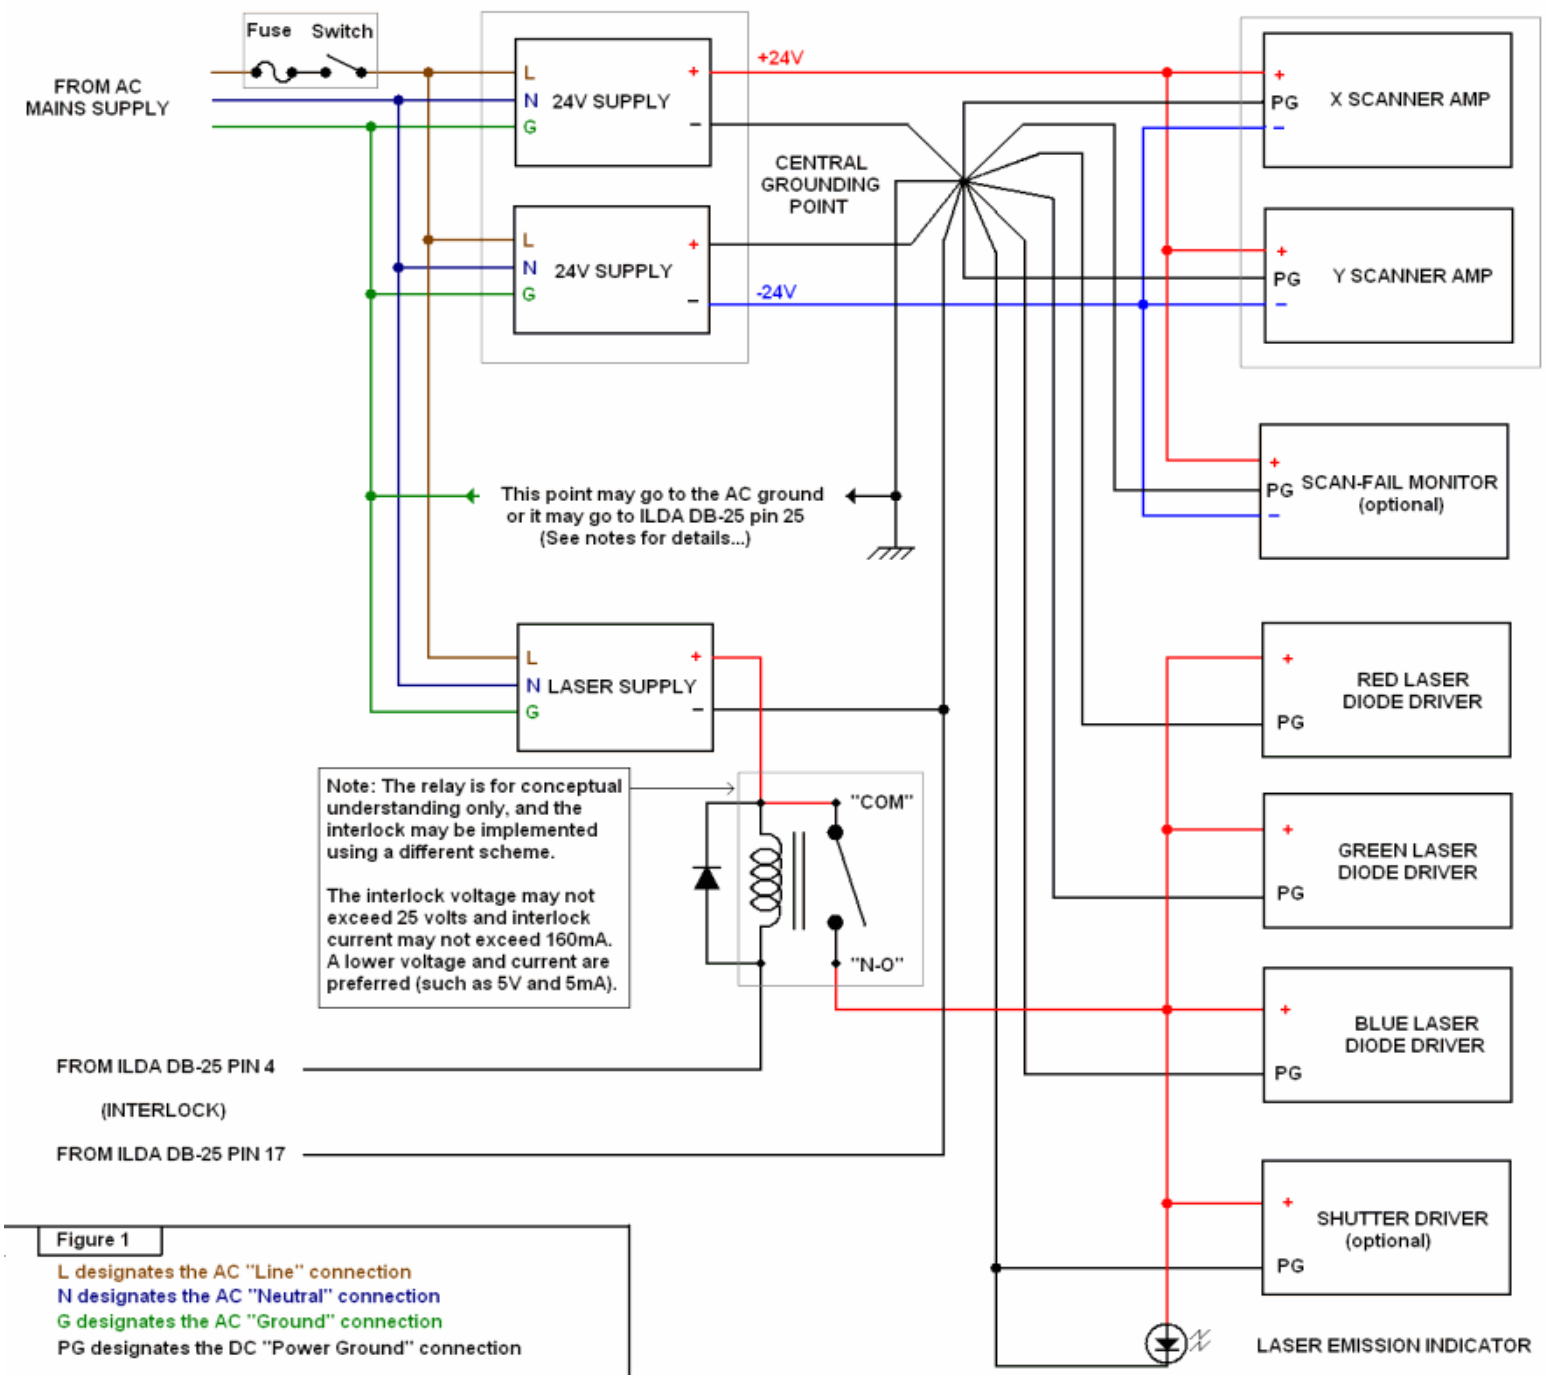 Fuse Switch
FROM AC
MAINS SUPPLY
L
N 24V SUPPLY
G
+
−
+24V
CENTRAL
GROUNDING
POINT
+
PG X SCANNER AMP
−
L
N 24V SUPPLY
G
+
−
-24V
+
PG Y SCANNER AMP
−
This point may go to the AC ground
or it may go to ILDA DB-25 pin 25
(See notes for details...)
+
PG SCAN-FAIL MONITOR
(optional)
−
L
N LASER SUPPLY
G
+
−
+
RED LASER
DIODE DRIVER
PG
Note: The relay is for conceptual
understanding only, and the
interlock may be implemented
using a different scheme.
The interlock voltage may not
exceed 25 volts and interlock
current may not exceed 160mA.
A lower voltage and current are
preferred (such as 5V and 5mA).
"COM"
"N-O"
+
GREEN LASER
DIODE DRIVER
PG
+
BLUE LASER
DIODE DRIVER
PG
FROM ILDA DB-25 PIN 4
(INTERLOCK)
FROM ILDA DB-25 PIN 17
+
SHUTTER DRIVER
(optional)
PG
LASER EMISSION INDICATOR
Figure 1
L designates the AC "Line" connection
N designates the AC "Neutral" connection
G designates the AC "Ground" connection
PG designates the DC "Power Ground" connection